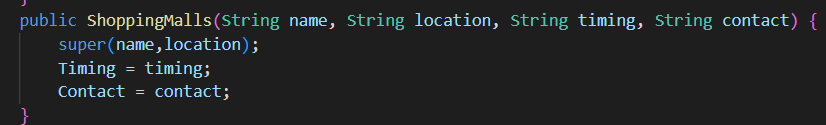 }
public ShoppingMalls(String name, String location, String timing, String contact) {
super(name,location);
Timing = timing;
Contact = contact;
}